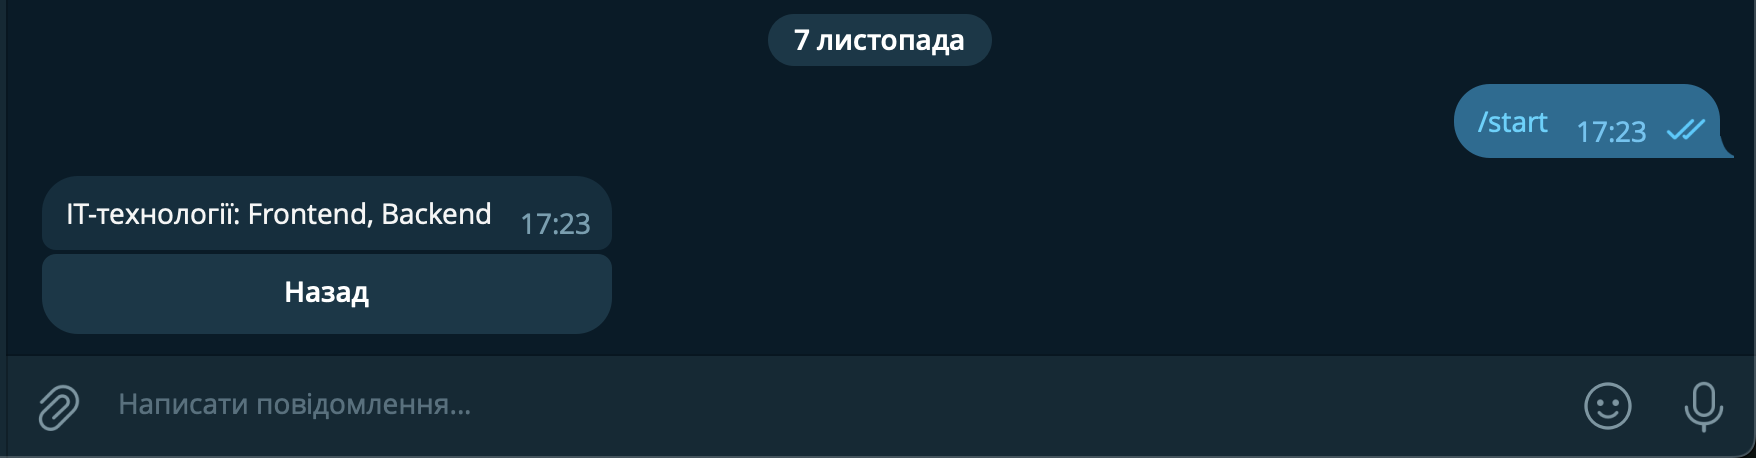 7 листопада
/start 17:23
ІТ-технології: Frontend, Backend 17:23
Назад
Написати повідомлення...